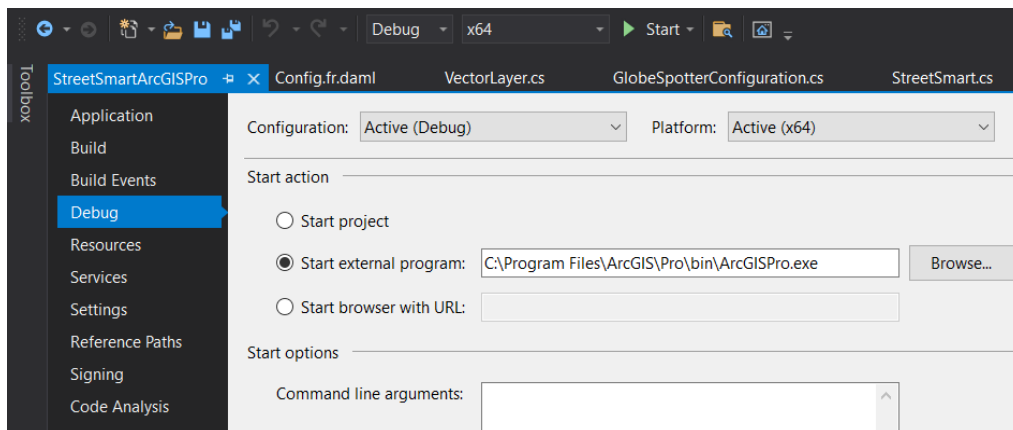 Debug x64 Start
Toolbox
StreetSmartArcGISPro Config.fr.daml VectorLayer.cs GlobeSpotterConfiguration.cs StreetSmart.cs
Application
Build
Build Events
Debug
Resources
Services
Settings
Reference Paths
Signing
Code Analysis
Configuration: Active (Debug) Platform: Active (x64)
Start action
Start project
Start external program: C:\Program Files\ArcGIS\Pro\bin\ArcGISPro.exe Browse...
Start browser with URL:
Start options
Command line arguments: